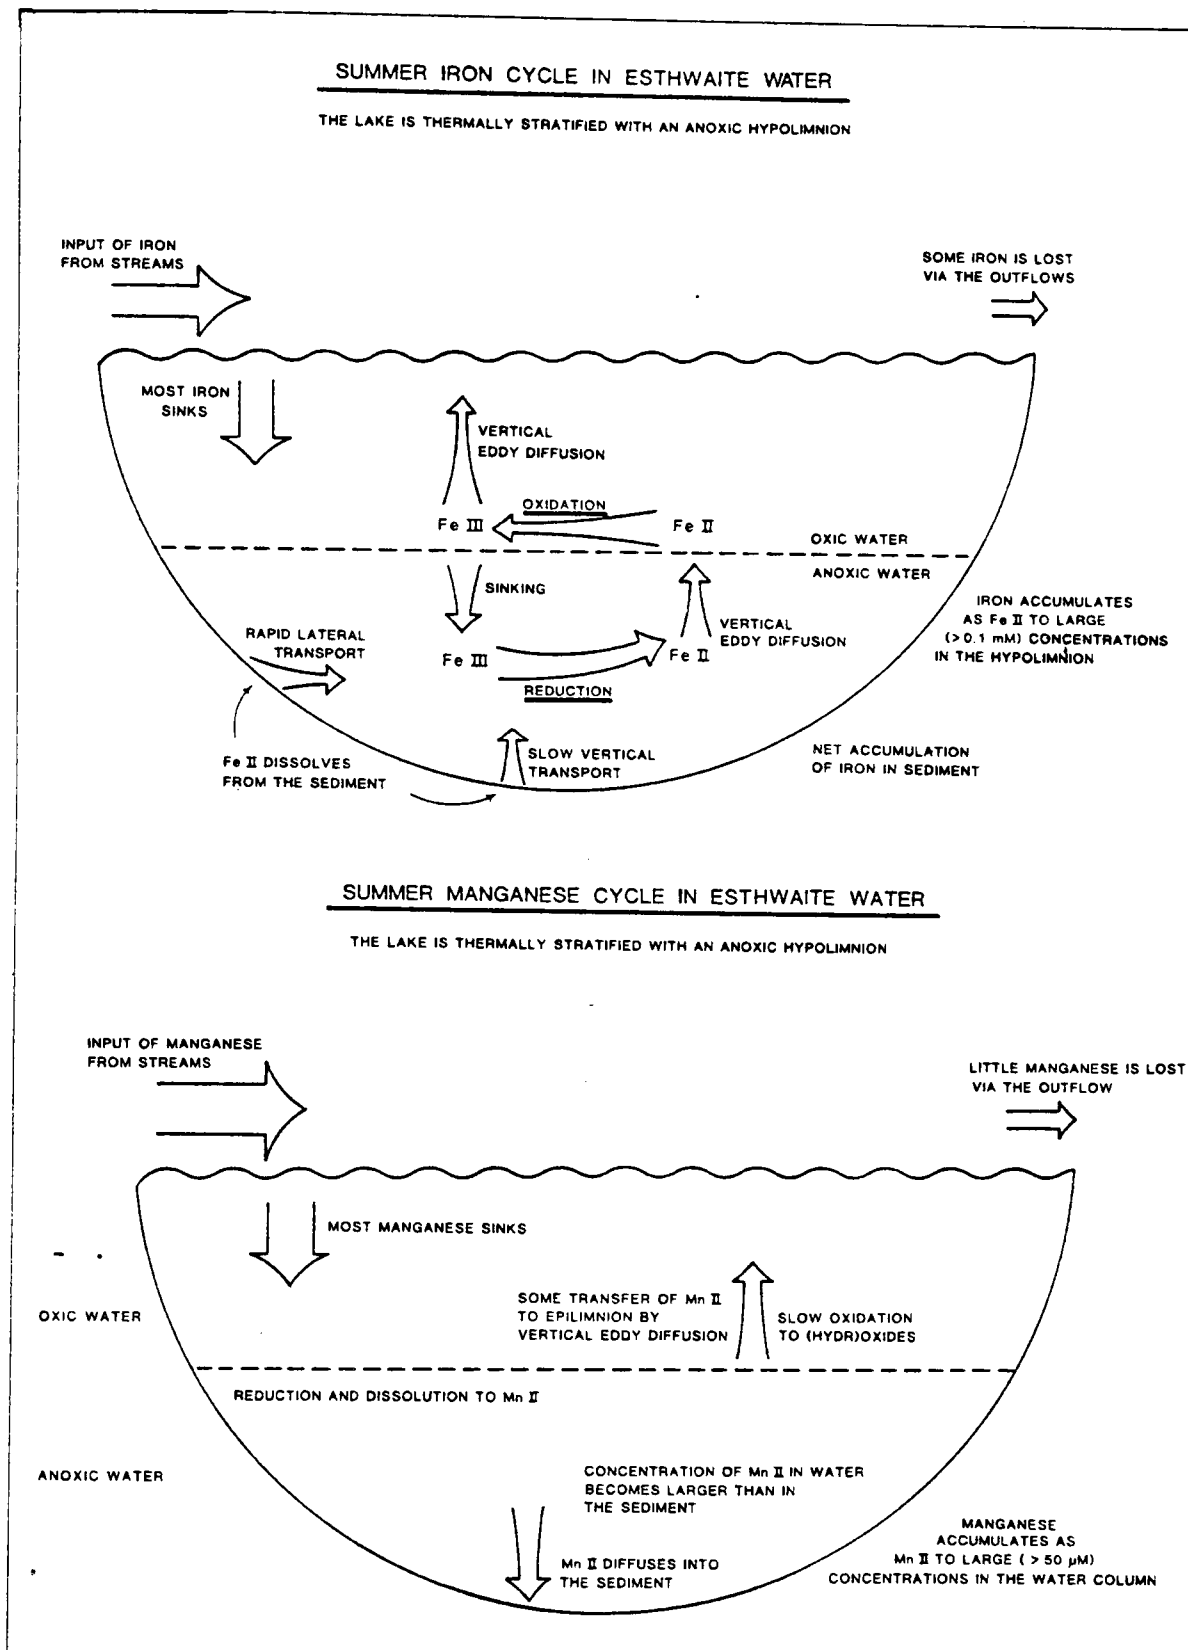 SUMMER IRON CYCLE IN ESTHWAITE WATER
THE LAKE IS THERMALLY STRATIFIED WITH AN ANOXIC HYPOLIMNION
INPUT OF IRON
FROM STREAMS
SOME IRON IS LOST
VIA THE OUTFLOWS
MOST IRON
SINKS
VERTICAL
EDDY DIFFUSION
OXIDATION
Fe III
Fe II
OXIC WATER
ANOXIC WATER
SINKING
VERTICAL
EDDY DIFFUSION
IRON ACCUMULATES
AS Fe II TO LARGE
(>0.1 mM) CONCENTRATIONS
IN THE HYPOLIMNION
RAPID LATERAL
TRANSPORT
Fe III
Fe II
REDUCTION
Fe II DISSOLVES
FROM THE SEDIMENT
SLOW VERTICAL
TRANSPORT
NET ACCUMULATION
OF IRON IN SEDIMENT
SUMMER MANGANESE CYCLE IN ESTHWAITE WATER
THE LAKE IS THERMALLY STRATIFIED WITH AN ANOXIC HYPOLIMNION
INPUT OF MANGANESE
FROM STREAMS
LITTLE MANGANESE IS LOST
VIA THE OUTFLOW
MOST MANGANESE SINKS
OXIC WATER
SOME TRANSFER OF Mn II
TO EPILIMNION BY
VERTICAL EDDY DIFFUSION
SLOW OXIDATION
TO (HYDR)OXIDES
REDUCTION AND DISSOLUTION TO Mn II
ANOXIC WATER
CONCENTRATION OF Mn II IN WATER
BECOMES LARGER THAN IN
THE SEDIMENT
Mn II DIFFUSES INTO
THE SEDIMENT
MANGANESE
ACCUMULATES AS
Mn II TO LARGE ( > 50 µM)
CONCENTRATIONS IN THE WATER COLUMN